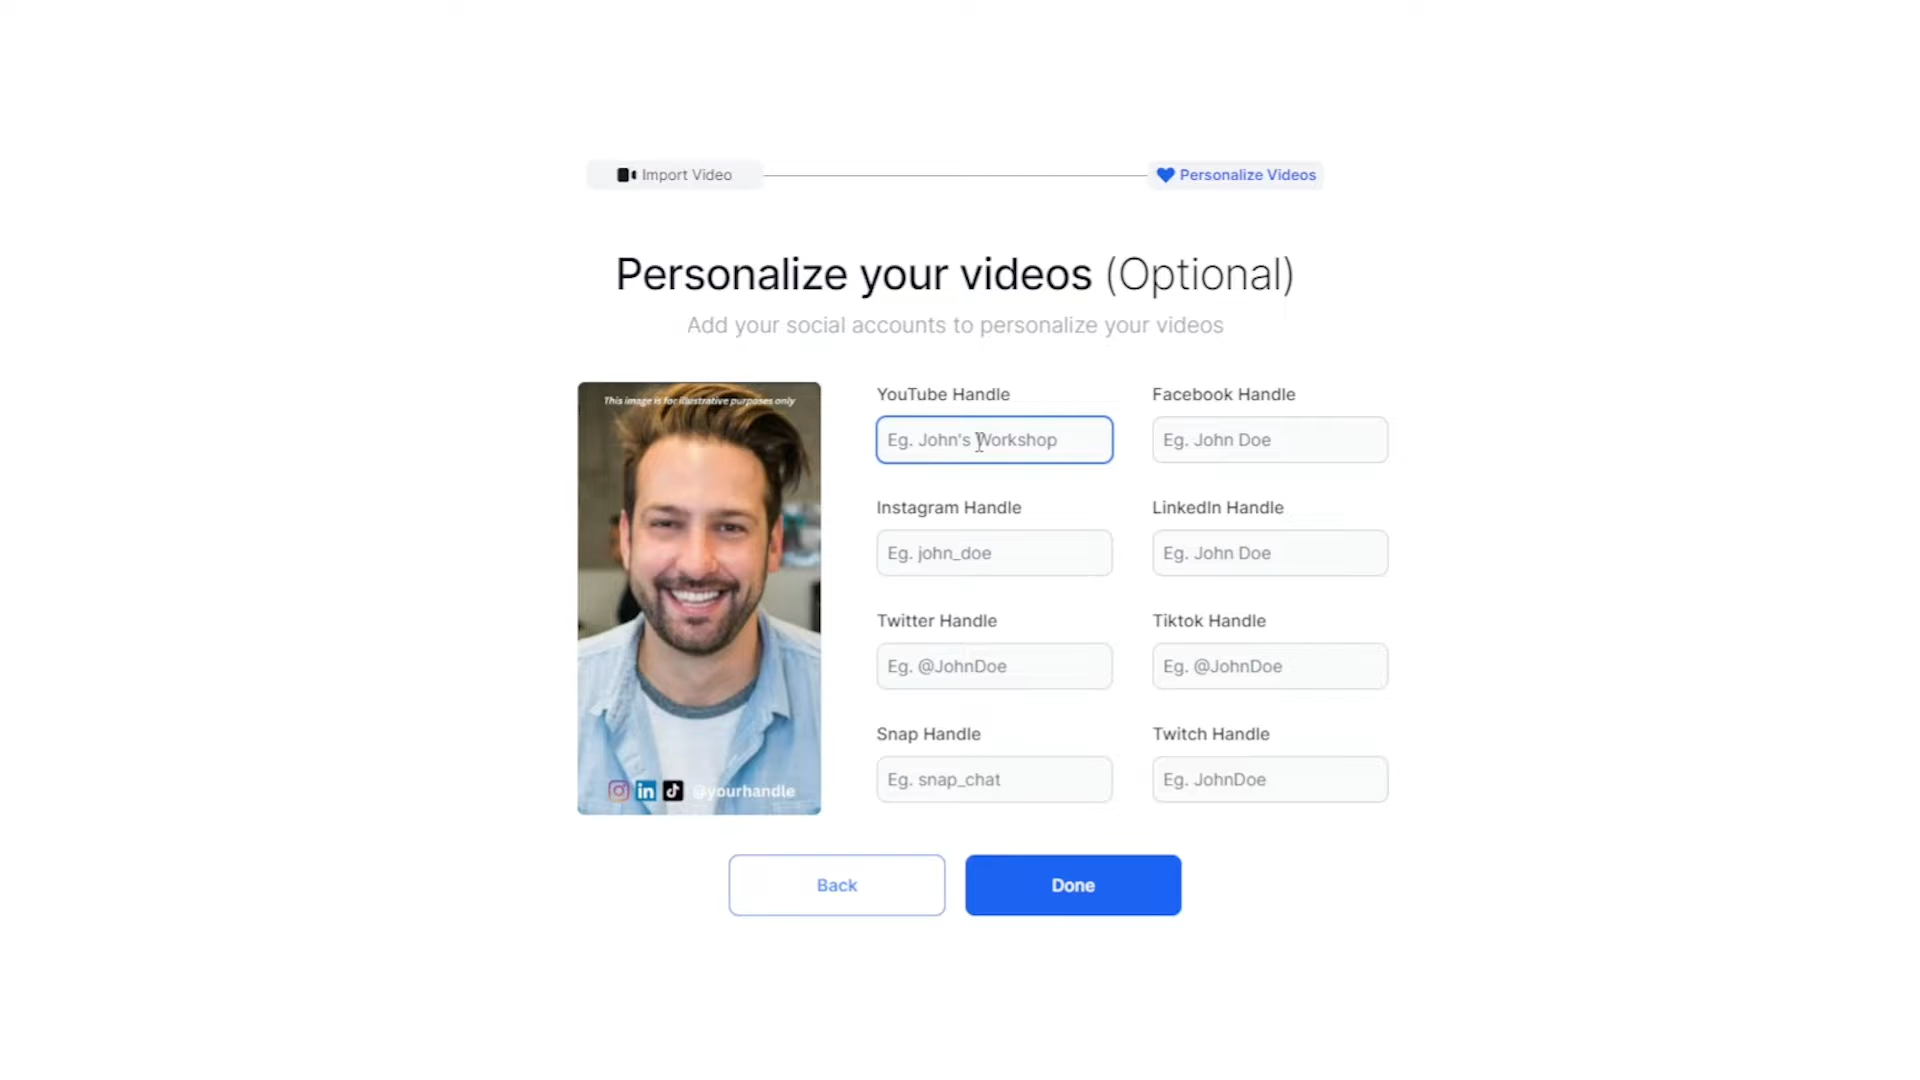 Import Video
Personalize Videos
Personalize your videos (Optional)
Add your social accounts to personalize your videos
This image is for illustrative purposes only
@yourhandle
YouTube Handle
Facebook Handle
Eg. John's Workshop
Eg. John Doe
Instagram Handle
LinkedIn Handle
Eg. john_doe
Eg. John Doe
Twitter Handle
Tiktok Handle
Eg. @JohnDoe
Eg. @JohnDoe
Snap Handle
Twitch Handle
Eg. snap_chat
Eg. JohnDoe
Back
Done